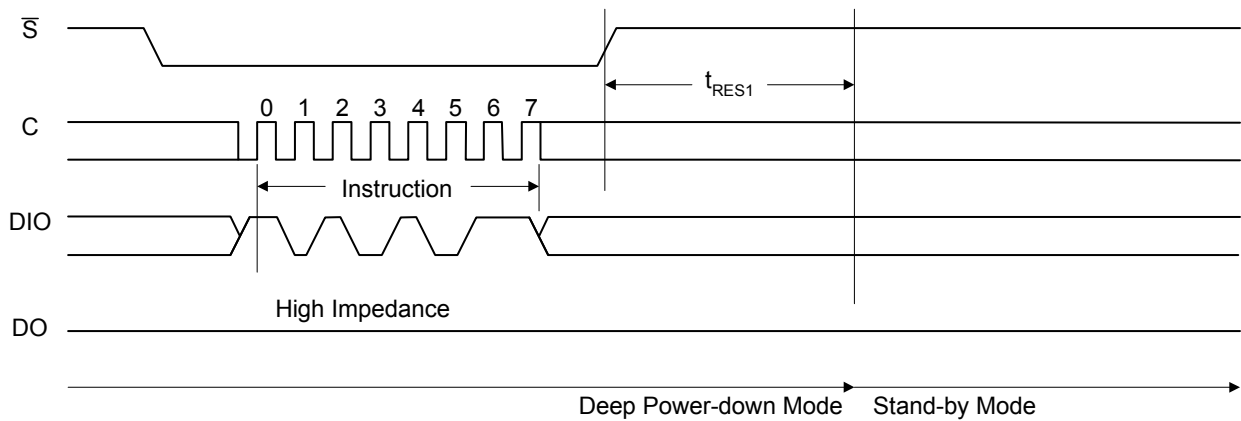 S̅
t_RES1
0 1 2 3 4 5 6 7
C
Instruction
DIO
High Impedance
DO
Deep Power-down Mode Stand-by Mode